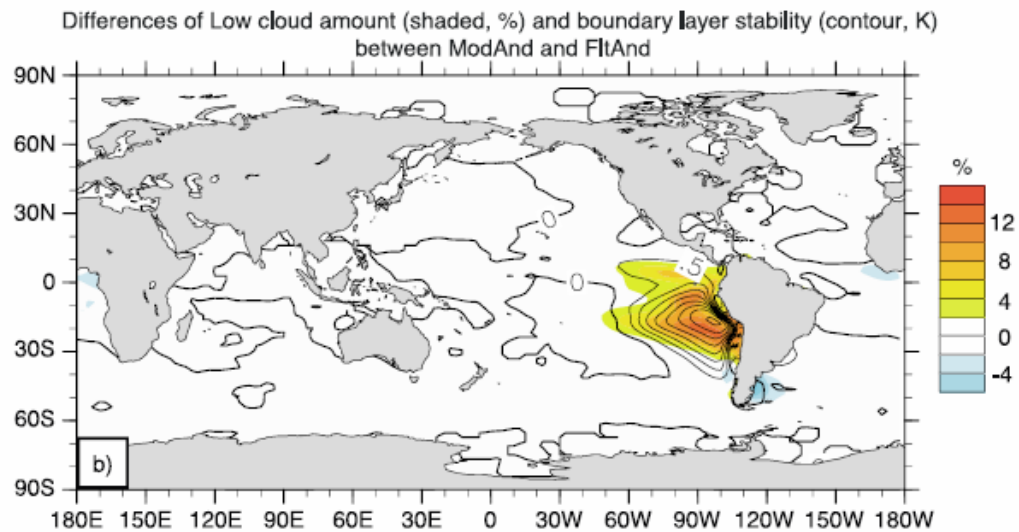 Differences of Low cloud amount (shaded, %) and boundary layer stability (contour, K)
between ModAnd and FltAnd
90N
60N
30N
0
30S
60S
90S
0
0
.5
b)
180E 150E 120E 90E 60E 30E 0 30W 60W 90W 120W 150W 180W
%
12
8
4
0
-4